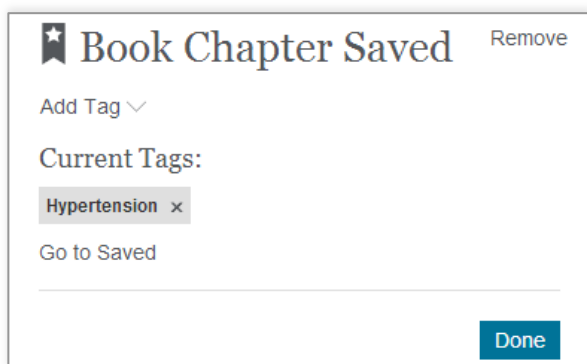 Book Chapter Saved Remove
Add Tag
Current Tags:
Hypertension ×
Go to Saved
Done